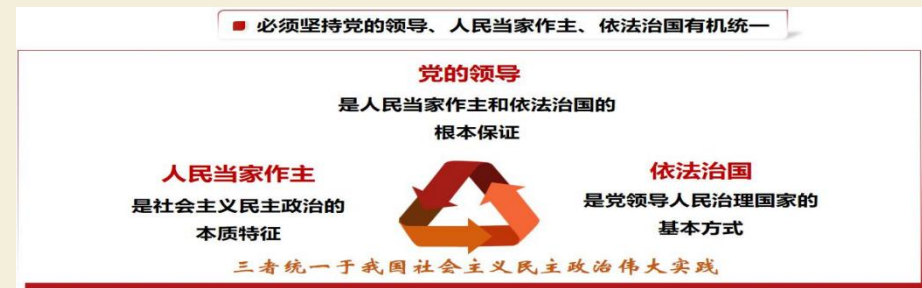 必须坚持党的领导、人民当家作主、依法治国有机统一
党的领导
是人民当家作主和依法治国的
根本保证
人民当家作主
是社会主义民主政治的
本质特征
依法治国
是党领导人民治理国家的
基本方式
三者统一于我国社会主义民主政治伟大实践